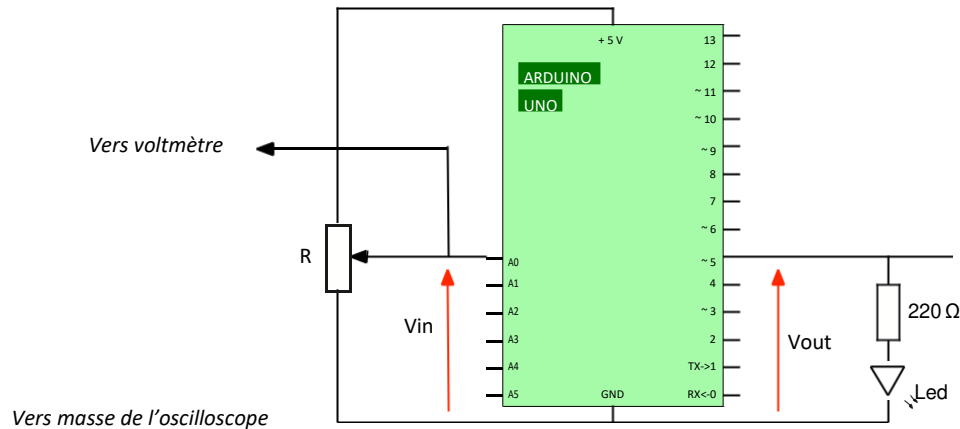 + 5 V
13
ARDUINO
12
UNO
~ 11
~ 10
Vers voltmètre
~ 9
8
7
~ 6
R
A0
~ 5
A1
4
A2
~ 3
220 Ω
Vin
Vout
A3
2
A4
TX->1
Led
A5
GND
RX<-0
Vers masse de l’oscilloscope